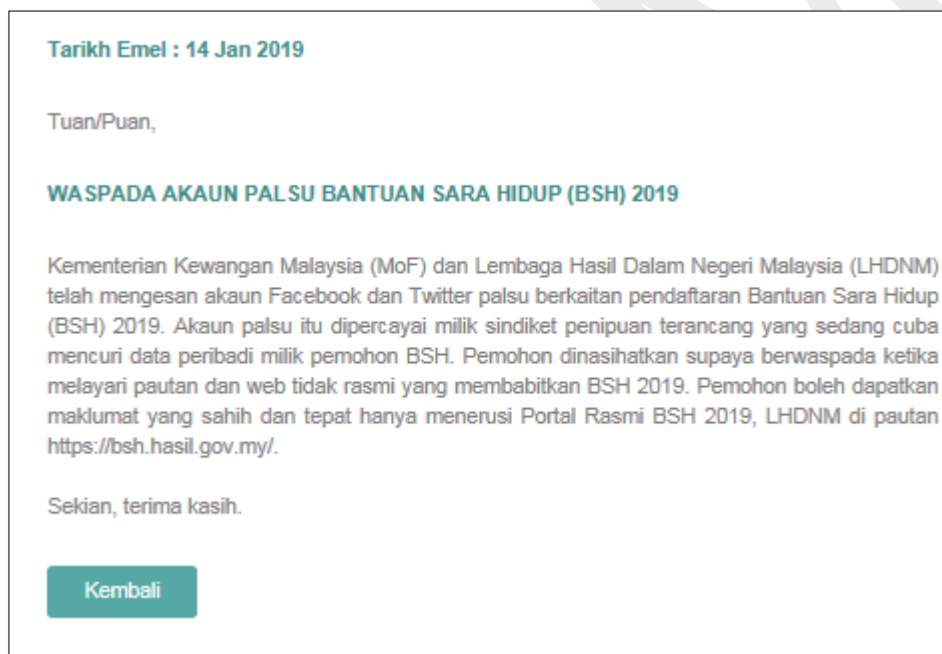 Tarikh Emel : 14 Jan 2019
Tuan/Puan,
WASPADA AKAUN PALSU BANTUAN SARA HIDUP (BSH) 2019
Kementerian Kewangan Malaysia (MoF) dan Lembaga Hasil Dalam Negeri Malaysia (LHDNM)
telah mengesan akaun Facebook dan Twitter palsu berkaitan pendaftaran Bantuan Sara Hidup
(BSH) 2019. Akaun palsu itu dipercayai milik sindiket penipuan terancang yang sedang cuba
mencuri data peribadi milik pemohon BSH. Pemohon dinasihatkan supaya berwaspada ketika
melayari pautan dan web tidak rasmi yang membabitkan BSH 2019. Pemohon boleh dapatkan
maklumat yang sahih dan tepat hanya menerusi Portal Rasmi BSH 2019, LHDNM di pautan
https://bsh.hasil.gov.my/.
Sekian, terima kasih.
Kembali